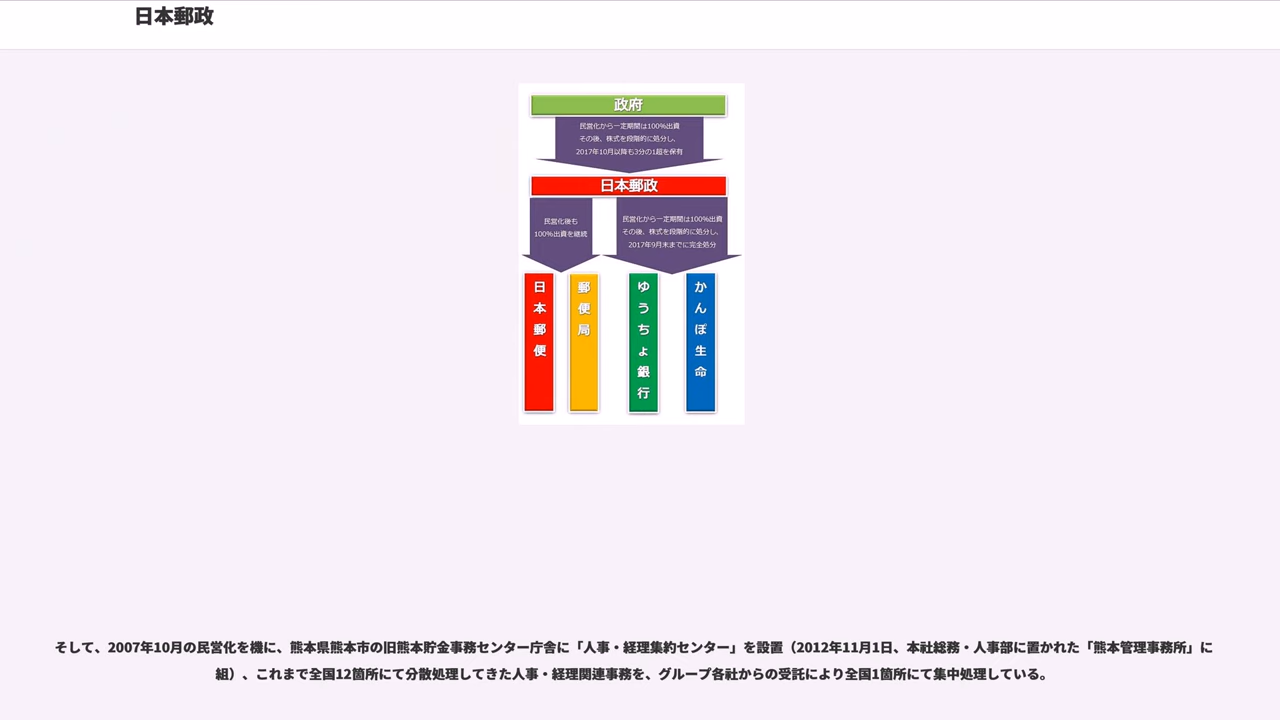 日本郵政
政府
民営化から一定期間は100%出資
その後、株式を段階的に処分し、
2017年10月以降も3分の1超を保有
日本郵政
民営化後も
100%出資を継続
民営化から一定期間は100%出資
その後、株式を段階的に処分し、
2017年9月末までに完全処分
日本郵便
郵便局
ゆうちょ銀行
かんぽ生命
そして、2007年10月の民営化を機に、熊本県熊本市の旧熊本貯金事務センター庁舎に「人事・経理集約センター」を設置（2012年11月1日、本社総務・人事部に置かれた「熊本管理事務所」に
組）、これまで全国12箇所にて分散処理してきた人事・経理関連事務を、グループ各社からの受託により全国1箇所にて集中処理している。